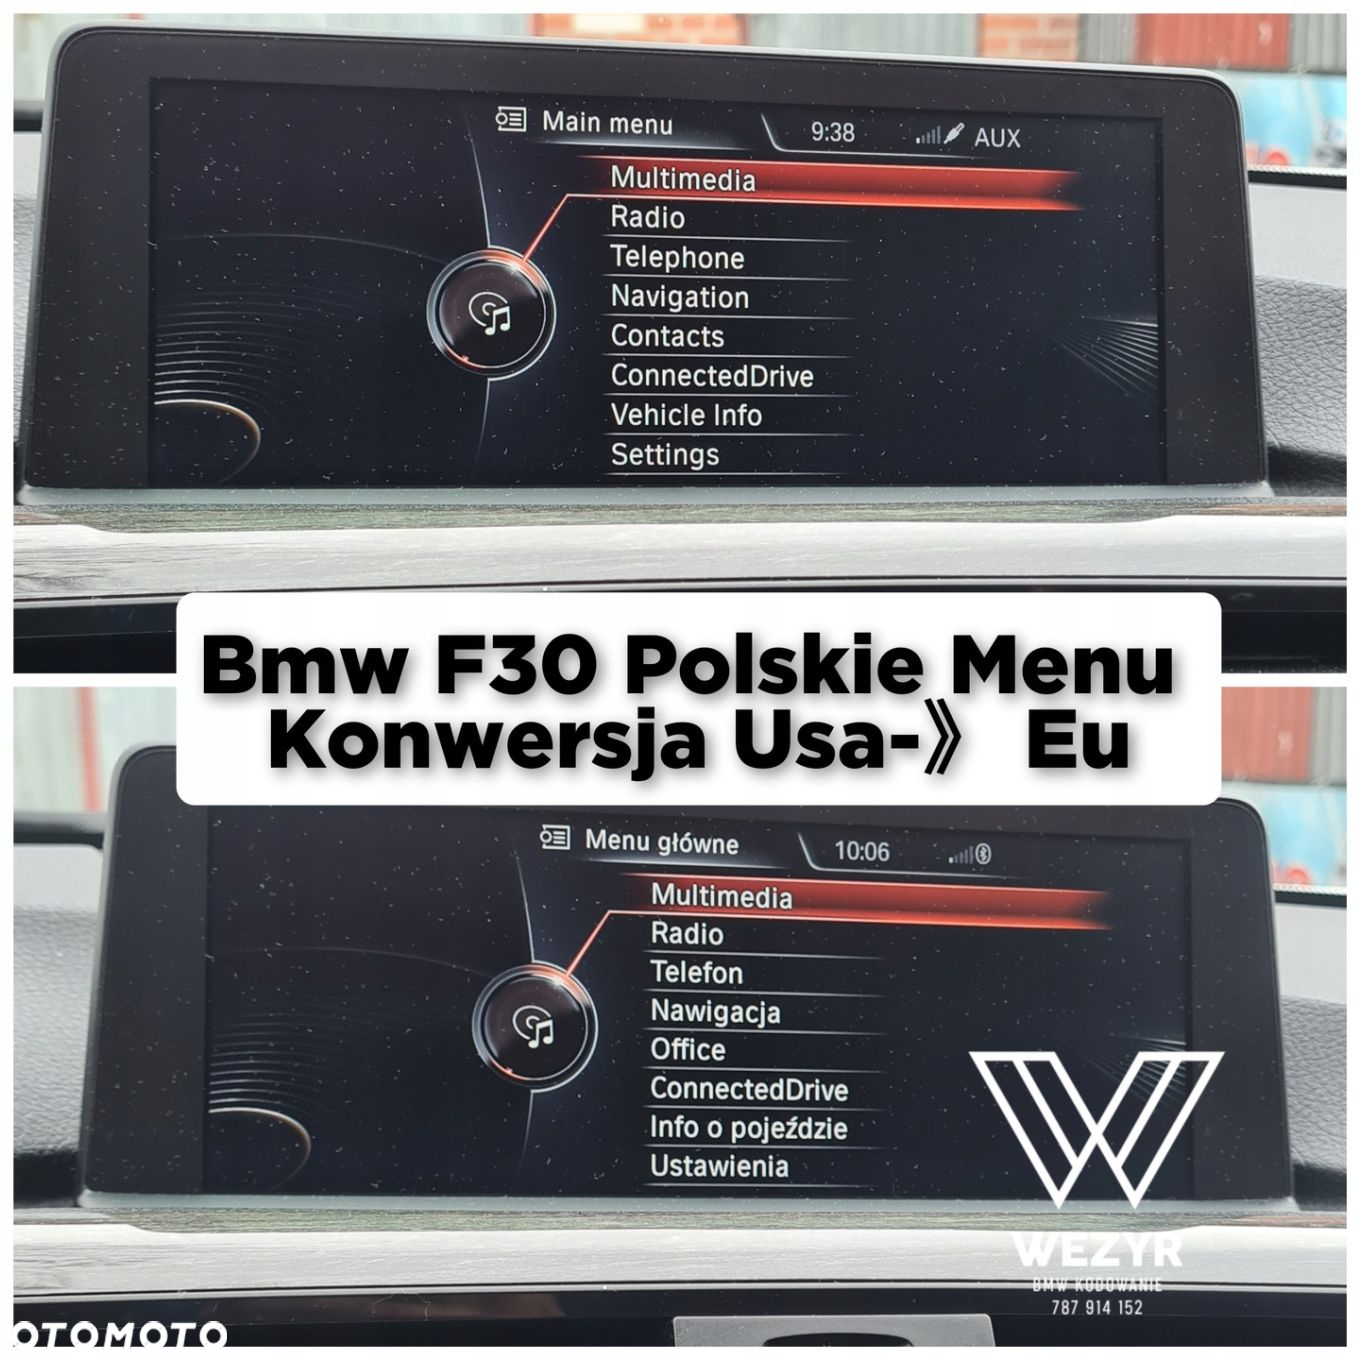 Main menu 9:38 AUX
Multimedia
Radio
Telephone
Navigation
Contacts
ConnectedDrive
Vehicle Info
Settings
Bmw F30 Polskie Menu
Konwersja Usa-》 Eu
Menu główne 10:06
Multimedia
Radio
Telefon
Nawigacja
Office
ConnectedDrive
Info o pojeździe
Ustawienia
WEZYR
BMW KODOWANIE
787 914 152
OTOMOTO